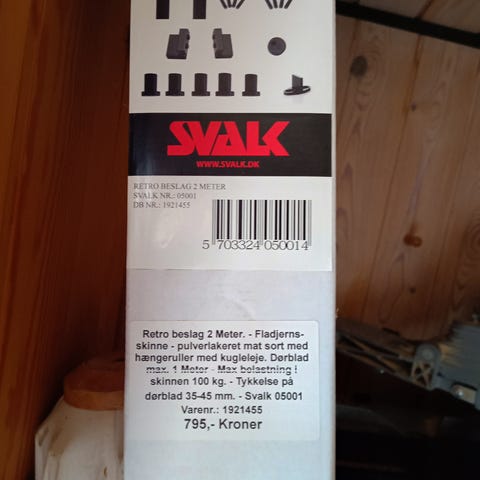 SVALK
WWW.SVALK.DK
RETRO BESLAG 2 METER
SVALK NR.: 05001
DB NR.: 1921455
5 703324 050014
Retro beslag 2 Meter. - Fladjerns-
skinne - pulverlakeret mat sort med
hængeruller med kugleleje. Dørblad
max. 1 Meter - Max belastning i
skinnen 100 kg. - Tykkelse på
dørblad 35-45 mm. - Svalk 05001
Varenr.: 1921455
795,- Kroner